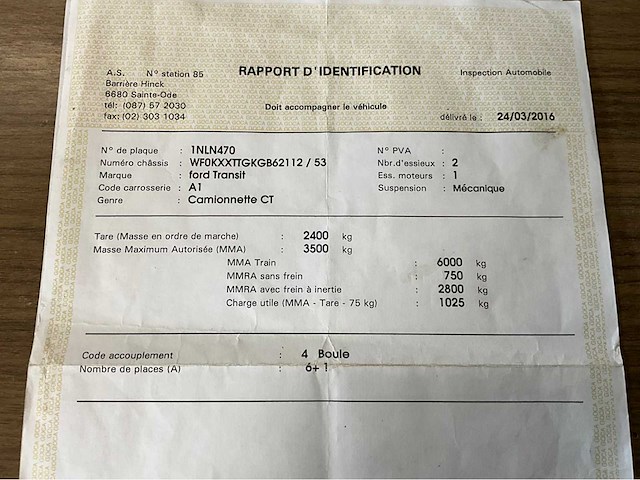 A.S. N° station 85
RAPPORT D'IDENTIFICATION
Inspection Automobile
Barrière Hinck
6680 Sainte-Ode
tél: (087) 57 2030
Doit accompagner le véhicule
fax: (02) 303 1034
délivré le : 24/03/2016
N° de plaque : 1NLN470
N° PVA :
Numéro châssis : WF0KXXTTGKGB62112 / 53
Nbr.d'essieux : 2
Marque : ford Transit
Ess. moteurs : 1
Code carrosserie : A1
Suspension : Mécanique
Genre : Camionnette CT
Tare (Masse en ordre de marche) : 2400 kg
Masse Maximum Autorisée (MMA) : 3500 kg
MMA Train : 6000 kg
MMRA sans frein : 750 kg
MMRA avec frein à inertie : 2800 kg
Charge utile (MMA - Tare - 75 kg) : 1025 kg
Code accouplement : 4 Boule
Nombre de places (A) : 6+ 1